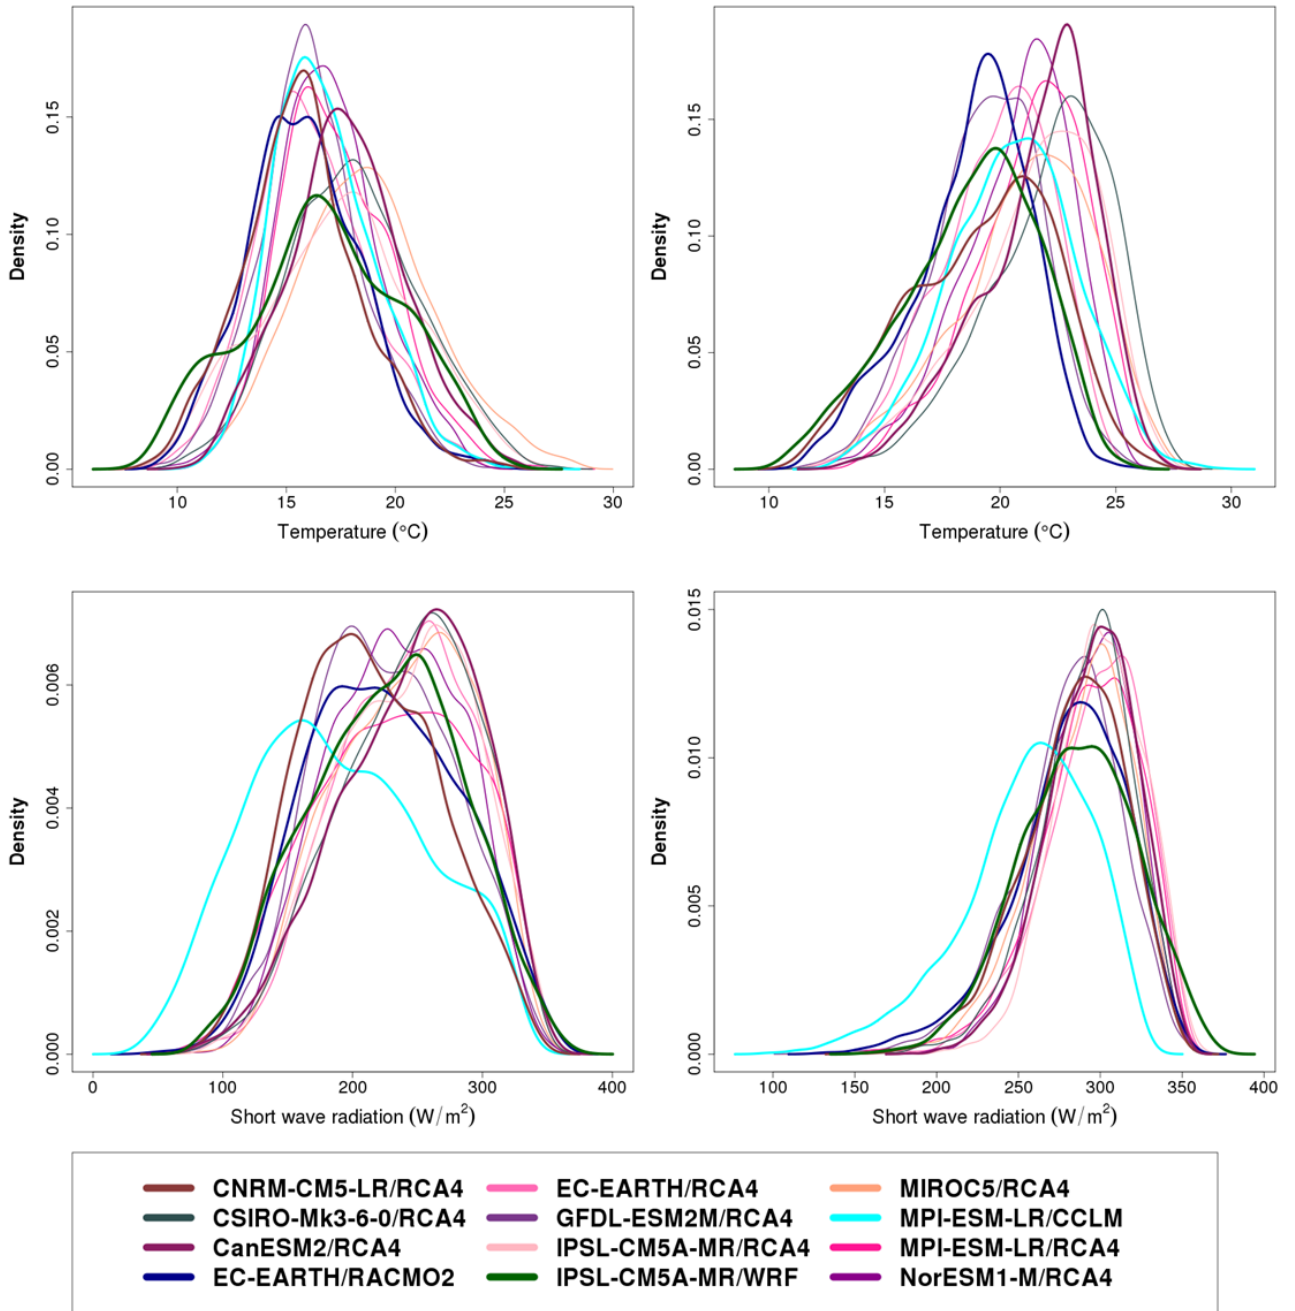 0.15
0.10
0.05
0.00
Density
10 15 20 25 30
Temperature (°C)
0.15
0.10
0.05
0.00
Density
10 15 20 25 30
Temperature (°C)
0.006
0.004
0.002
0.000
Density
0 100 200 300 400
Short wave radiation (W/m²)
0.015
0.010
0.005
0.000
Density
100 150 200 250 300 350 400
Short wave radiation (W/m²)
CNRM-CM5-LR/RCA4 EC-EARTH/RCA4 MIROC5/RCA4
CSIRO-Mk3-6-0/RCA4 GFDL-ESM2M/RCA4 MPI-ESM-LR/CCLM
CanESM2/RCA4 IPSL-CM5A-MR/RCA4 MPI-ESM-LR/RCA4
EC-EARTH/RACMO2 IPSL-CM5A-MR/WRF NorESM1-M/RCA4